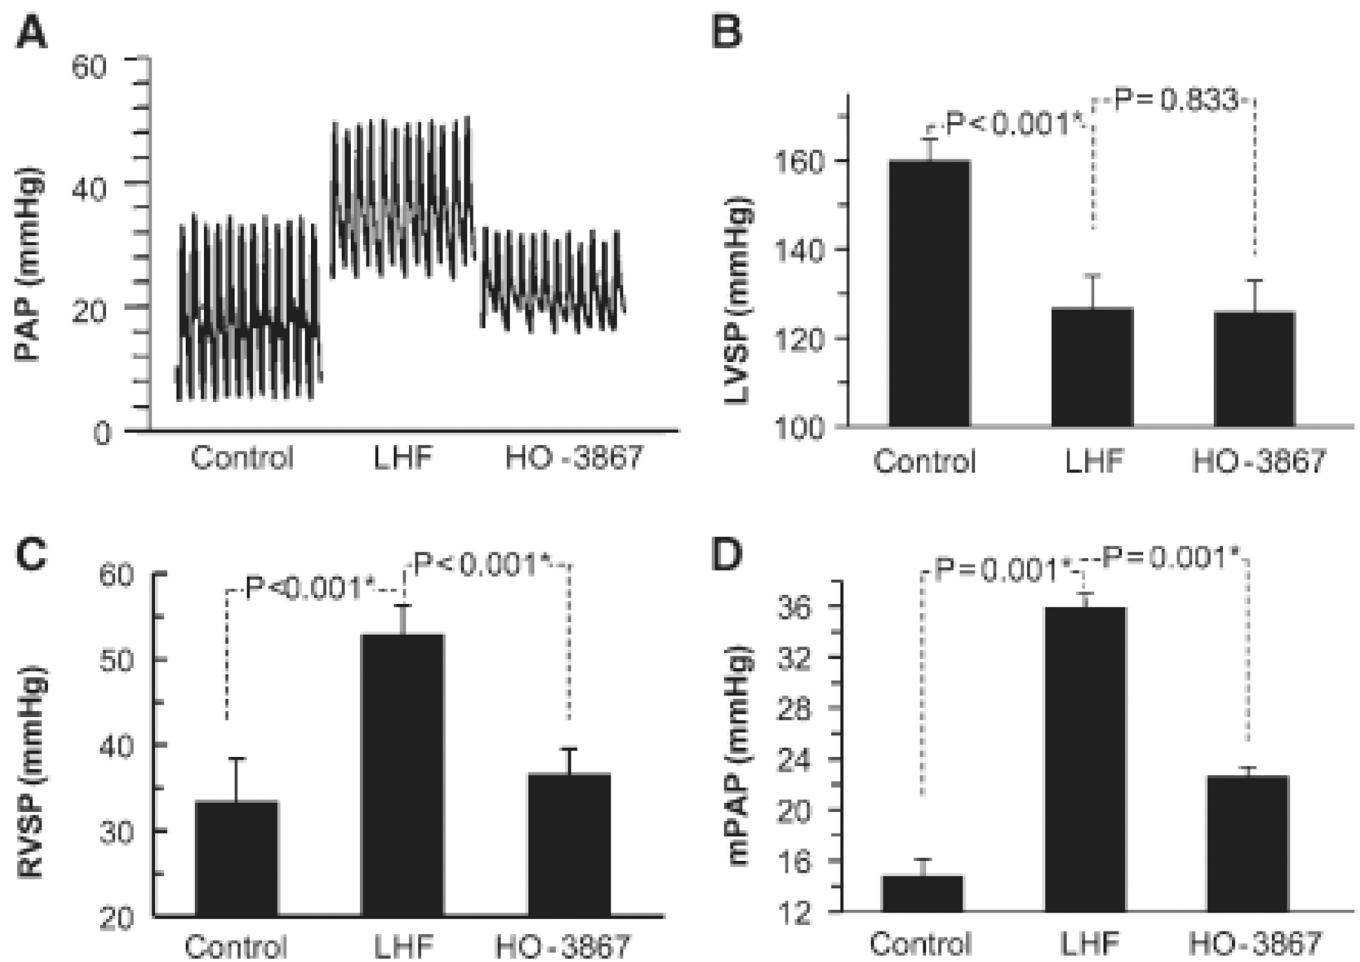 A
PAP (mmHg)
60
40
20
0
Control LHF HO-3867
B
LVSP (mmHg)
P<0.001*
P=0.833
160
140
120
100
Control LHF HO-3867
C
RVSP (mmHg)
P<0.001*
P<0.001*
60
50
40
30
20
Control LHF HO-3867
D
mPAP (mmHg)
P=0.001*
P=0.001*
36
32
28
24
20
16
12
Control LHF HO-3867